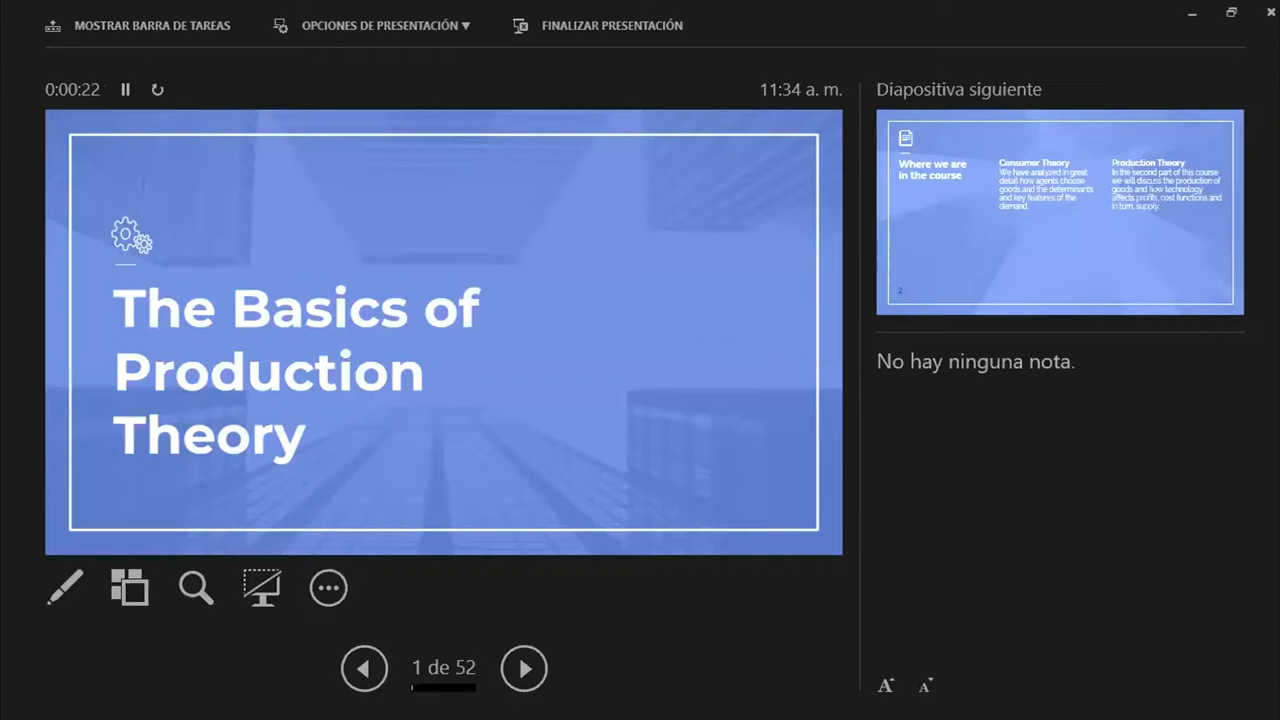 MOSTRAR BARRA DE TAREAS
OPCIONES DE PRESENTACIÓN ▼
FINALIZAR PRESENTACIÓN
0:00:22
11:34 a. m.
The Basics of
Production
Theory
1 de 52
Diapositiva siguiente
Where we are
in the course
Consumer Theory
We have analyzed in great
detail how agents choose
goods and the determinants
and key features of the
demand.
Production Theory
In the second part of this course
we will discuss the production of
goods and how technology
affects profits, cost functions and
in turn, supply.
2
No hay ninguna nota.
A A